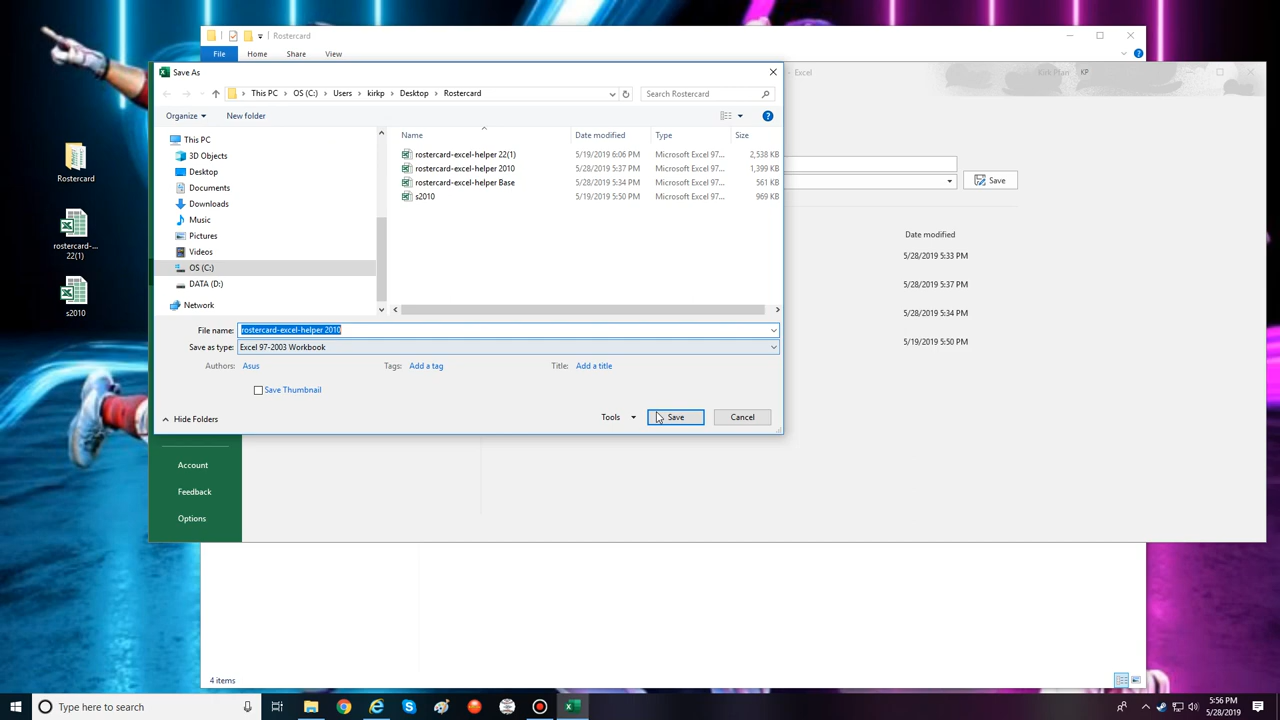 Rostercard
File Home Share View
Save As
Excel
Kirk Plan KP
This PC > OS (C:) > Users > kirkp > Desktop > Rostercard
Search Rostercard
Organize New folder
This PC
3D Objects
Desktop
Documents
Downloads
Music
Pictures
Videos
OS (C:)
DATA (D:)
Network
Name Date modified Type Size
rostercard-excel-helper 22(1) 5/19/2019 6:06 PM Microsoft Excel 97... 2,538 KB
rostercard-excel-helper 2010 5/28/2019 5:37 PM Microsoft Excel 97... 1,399 KB
rostercard-excel-helper Base 5/28/2019 5:34 PM Microsoft Excel 97... 561 KB
s2010 5/19/2019 5:50 PM Microsoft Excel 97... 969 KB
File name: rostercard-excel-helper 2010
Save as type: Excel 97-2003 Workbook
Authors: Asus Tags: Add a tag Title: Add a title
Save Thumbnail
Hide Folders
Tools Save Cancel
Save
Date modified
5/28/2019 5:33 PM
5/28/2019 5:37 PM
5/28/2019 5:34 PM
5/19/2019 5:50 PM
Account
Feedback
Options
Rostercard
rostercard-...
22(1)
s2010
4 items
Type here to search
5:56 PM
5/28/2019